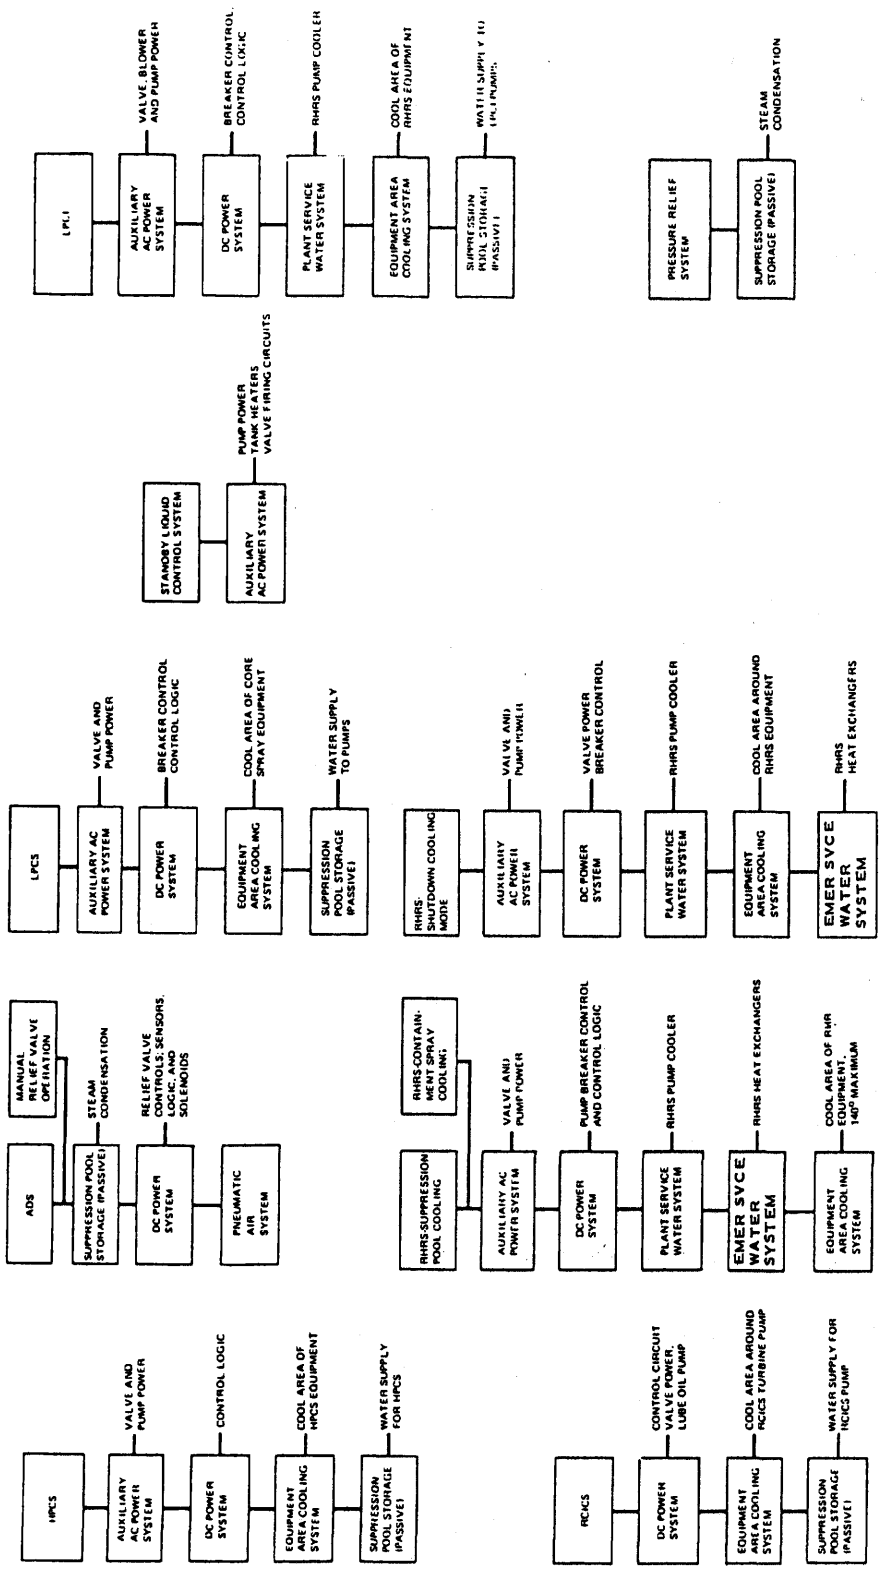 HPCS
AUXILIARY
AC POWER
SYSTEM
VALVE AND
PUMP POWER
DC POWER
SYSTEM
CONTROL LOGIC
EQUIPMENT
AREA COOLING
SYSTEM
COOL AREA OF
HPCS EQUIPMENT
SUPPRESSION
POOL STORAGE
(PASSIVE)
WATER SUPPLY
FOR HPCS
ADS
MANUAL
RELIEF VALVE
OPERATION
SUPPRESSION POOL
STORAGE (PASSIVE)
STEAM
CONDENSATION
DC POWER
SYSTEM
RELIEF VALVE
CONTROLS; SENSORS,
LOGIC, AND
SOLENOIDS
PNEUMATIC
AIR
SYSTEM
LPCS
AUXILIARY AC
POWER SYSTEM
VALVE AND
PUMP POWER
DC POWER
SYSTEM
BREAKER CONTROL
CONTROL LOGIC
EQUIPMENT
AREA COOLING
SYSTEM
COOL AREA OF CORE
SPRAY EQUIPMENT
SUPPRESSION
POOL STORAGE
(PASSIVE)
WATER SUPPLY
TO PUMPS
STANDBY LIQUID
CONTROL SYSTEM
AUXILIARY
AC POWER SYSTEM
PUMP POWER
TANK HEATERS
VALVE FIRING CIRCUITS
LPCI
AUXILIARY
AC POWER
SYSTEM
VALVE, BLOWER
AND PUMP POWER
DC POWER
SYSTEM
BREAKER CONTROL,
CONTROL LOGIC
PLANT SERVICE
WATER SYSTEM
RHRS PUMP COOLER
EQUIPMENT AREA
COOLING SYSTEM
COOL AREA OF
RHRS EQUIPMENT
SUPPRESSION
POOL STORAGE
(PASSIVE)
WATER SUPPLY TO
LPCI PUMPS
RCICS
DC POWER
SYSTEM
CONTROL CIRCUIT
VALVE POWER,
LUBE OIL PUMP
EQUIPMENT
AREA COOLING
SYSTEM
COOL AREA AROUND
RCICS TURBINE PUMP
SUPPRESSION POOL
STORAGE (PASSIVE)
WATER SUPPLY FOR
RCICS PUMP
RHRS-SUPPRESSION
POOL COOLING
RHRS-CONTAIN-
MENT SPRAY
COOLING
AUXILIARY AC
POWER SYSTEM
VALVE AND
PUMP POWER
DC POWER
SYSTEM
PUMP BREAKER CONTROL
AND CONTROL LOGIC
PLANT SERVICE
WATER SYSTEM
RHRS PUMP COOLER
EMER SVCE
WATER
SYSTEM
RHRS HEAT EXCHANGERS
EQUIPMENT
AREA COOLING
SYSTEM
COOL AREA OF RHR
EQUIPMENT,
140° MAXIMUM
RHRS-
SHUTDOWN COOLING
MODE
AUXILIARY
AC POWER
SYSTEM
VALVE AND
PUMP POWER
DC POWER
SYSTEM
VALVE POWER
BREAKER CONTROL
PLANT SERVICE
WATER SYSTEM
RHRS PUMP COOLER
EQUIPMENT
AREA COOLING
SYSTEM
COOL AREA AROUND
RHRS EQUIPMENT
EMER SVCE
WATER
SYSTEM
RHRS
HEAT EXCHANGERS
PRESSURE RELIEF
SYSTEM
SUPPRESSION POOL
STORAGE (PASSIVE)
STEAM
CONDENSATION